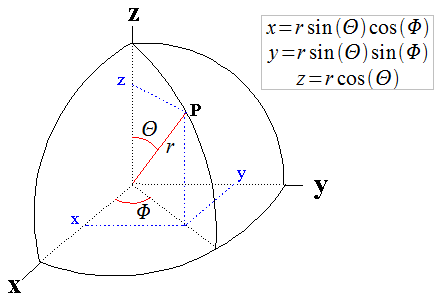 z
x=r sin(Θ)cos(Φ)
y=r sin(Θ)sin(Φ)
z=r cos(Θ)
z
P
Θ
r
y
y
x
Φ
x